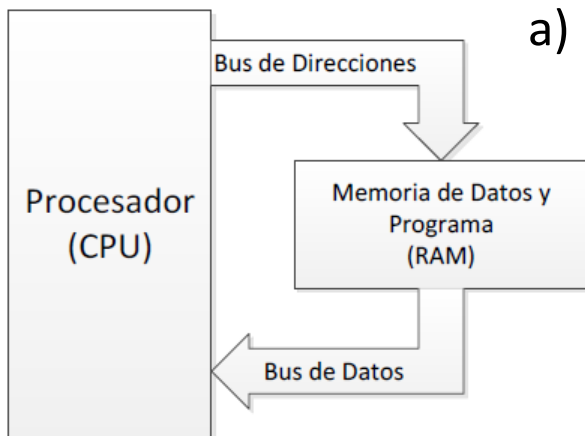 a)
Bus de Direcciones
Procesador
(CPU)
Memoria de Datos y
Programa
(RAM)
Bus de Datos